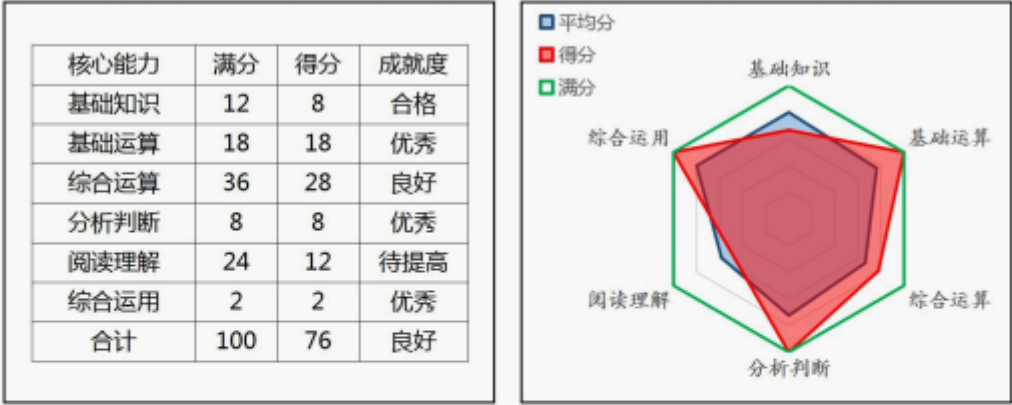 核心能力 满分 得分 成就度
基础知识 12 8 合格
基础运算 18 18 优秀
综合运算 36 28 良好
分析判断 8 8 优秀
阅读理解 24 12 待提高
综合运用 2 2 优秀
合计 100 76 良好
平均分
得分
满分
基础知识
综合运用 基础运算
阅读理解 综合运算
分析判断